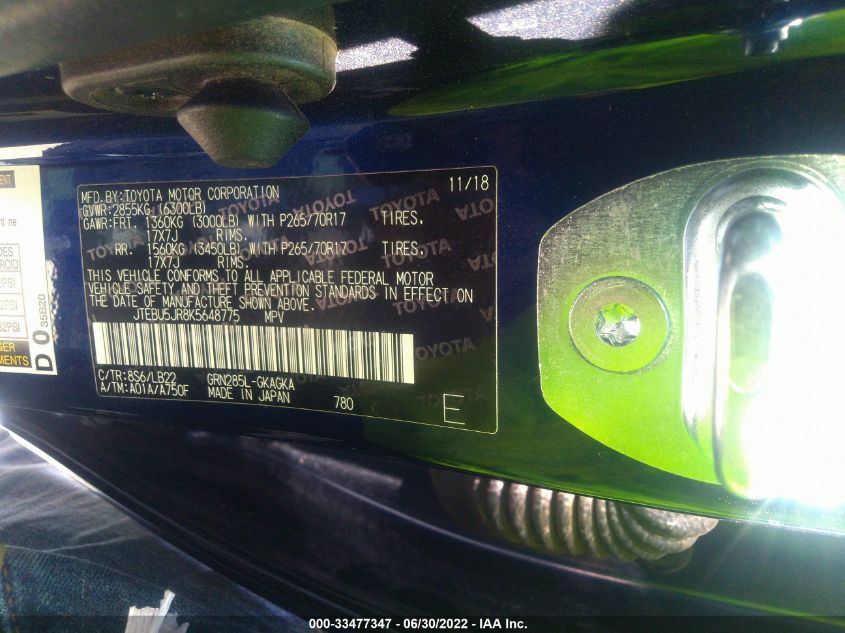 MFD. BY: TOYOTA MOTOR CORPORATION 11/18
GVWR: 2855KG (6300LB)
GAWR: FRT. 1360KG (3000LB) WITH P265/70R17 TIRES.
17X7J RIMS.
RR. 1560KG (3450LB) WITH P265/70R17 TIRES.
17X7J RIMS.
THIS VEHICLE CONFORMS TO ALL APPLICABLE FEDERAL MOTOR
VEHICLE SAFETY AND THEFT PREVENTION STANDARDS IN EFFECT ON
THE DATE OF MANUFACTURE SHOWN ABOVE.
JTEBU5JR8K5648775 MPV
C/TR: 8S6/LB22 GRN285L-GKAGKA
A/TM: A01A/A750F MADE IN JAPAN 780 E
TOYOTA
D 0 35B20
000-33477347 / 06/30/2022 - IAA Inc.